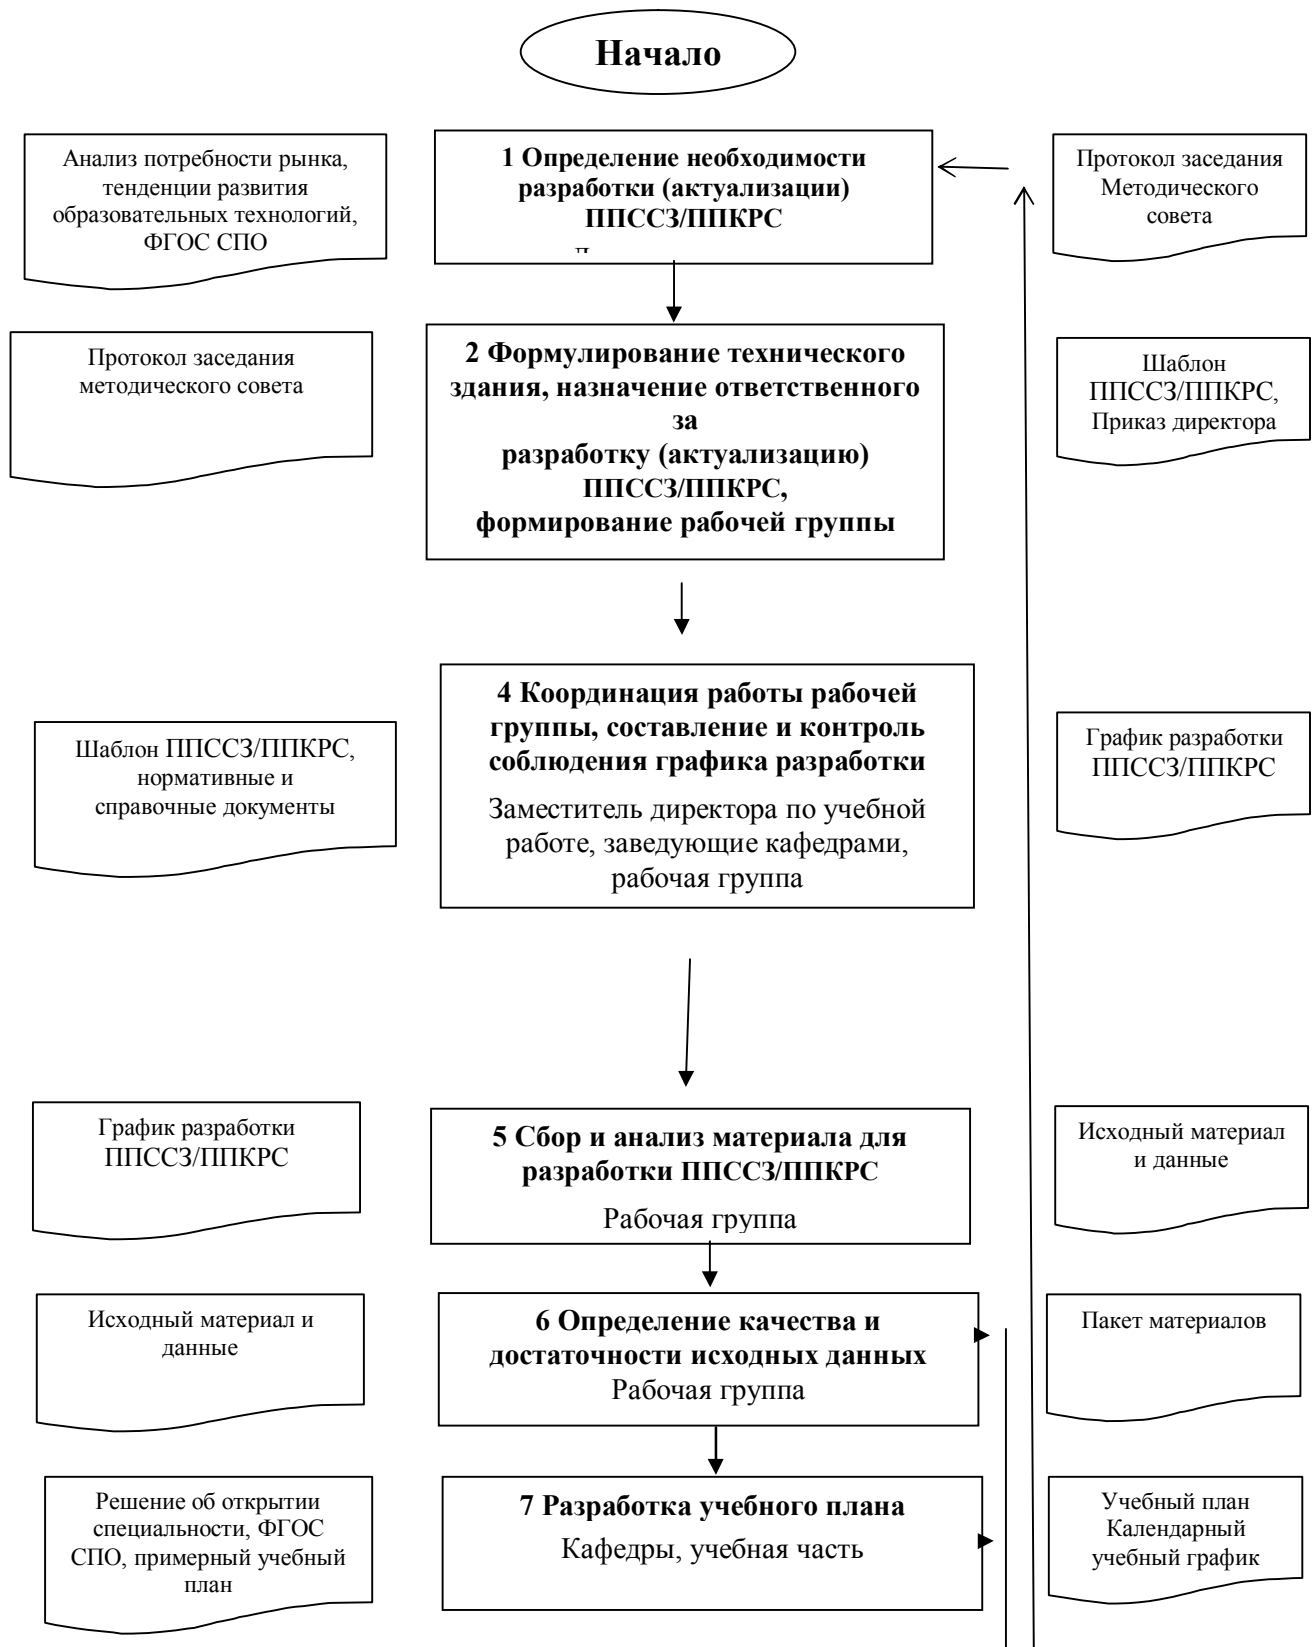 Начало
Анализ потребности рынка,
тенденции развития
образовательных технологий,
ФГОС СПО
1 Определение необходимости
разработки (актуализации)
ППССЗ/ППКРС
Протокол заседания
Методического
совета
Протокол заседания
методического совета
2 Формулирование технического
здания, назначение ответственного
за
разработку (актуализацию)
ППССЗ/ППКРС,
формирование рабочей группы
Шаблон
ППССЗ/ППКРС,
Приказ директора
Шаблон ППССЗ/ППКРС,
нормативные и
справочные документы
4 Координация работы рабочей
группы, составление и контроль
соблюдения графика разработки
Заместитель директора по учебной
работе, заведующие кафедрами,
рабочая группа
График разработки
ППССЗ/ППКРС
График разработки
ППССЗ/ППКРС
5 Сбор и анализ материала для
разработки ППССЗ/ППКРС
Рабочая группа
Исходный материал
и данные
Исходный материал и
данные
6 Определение качества и
достаточности исходных данных
Рабочая группа
Пакет материалов
Решение об открытии
специальности, ФГОС
СПО, примерный учебный
план
7 Разработка учебного плана
Кафедры, учебная часть
Учебный план
Календарный
учебный график